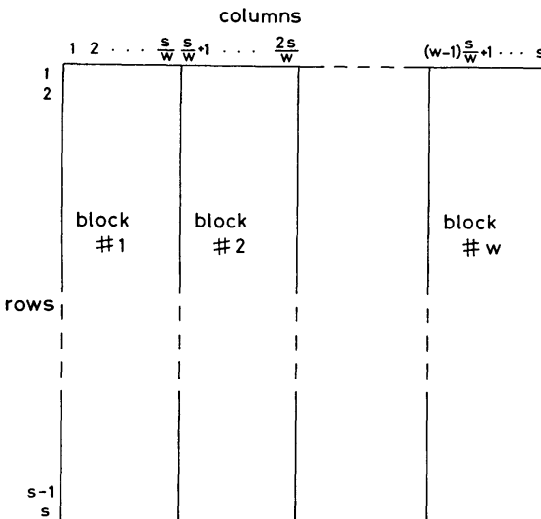 columns
1 2 · · · · s/w s/w+1 · · · · 2s/w (w-1)s/w+1 · · · s
1
2
block #1
block #2
block #w
rows
s-1
s